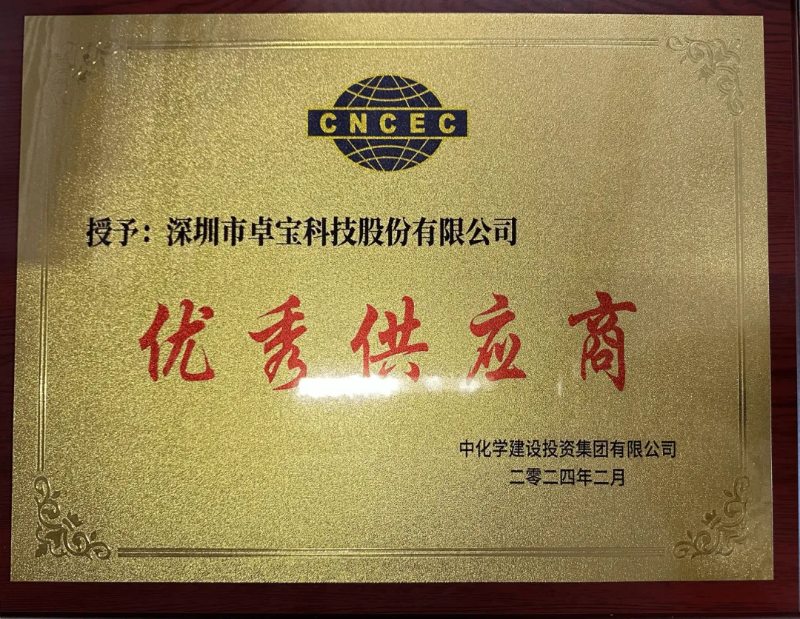 CNCEC
授予：深圳市卓宝科技股份有限公司
优秀供应商
中化学建设投资集团有限公司
二零二四年二月